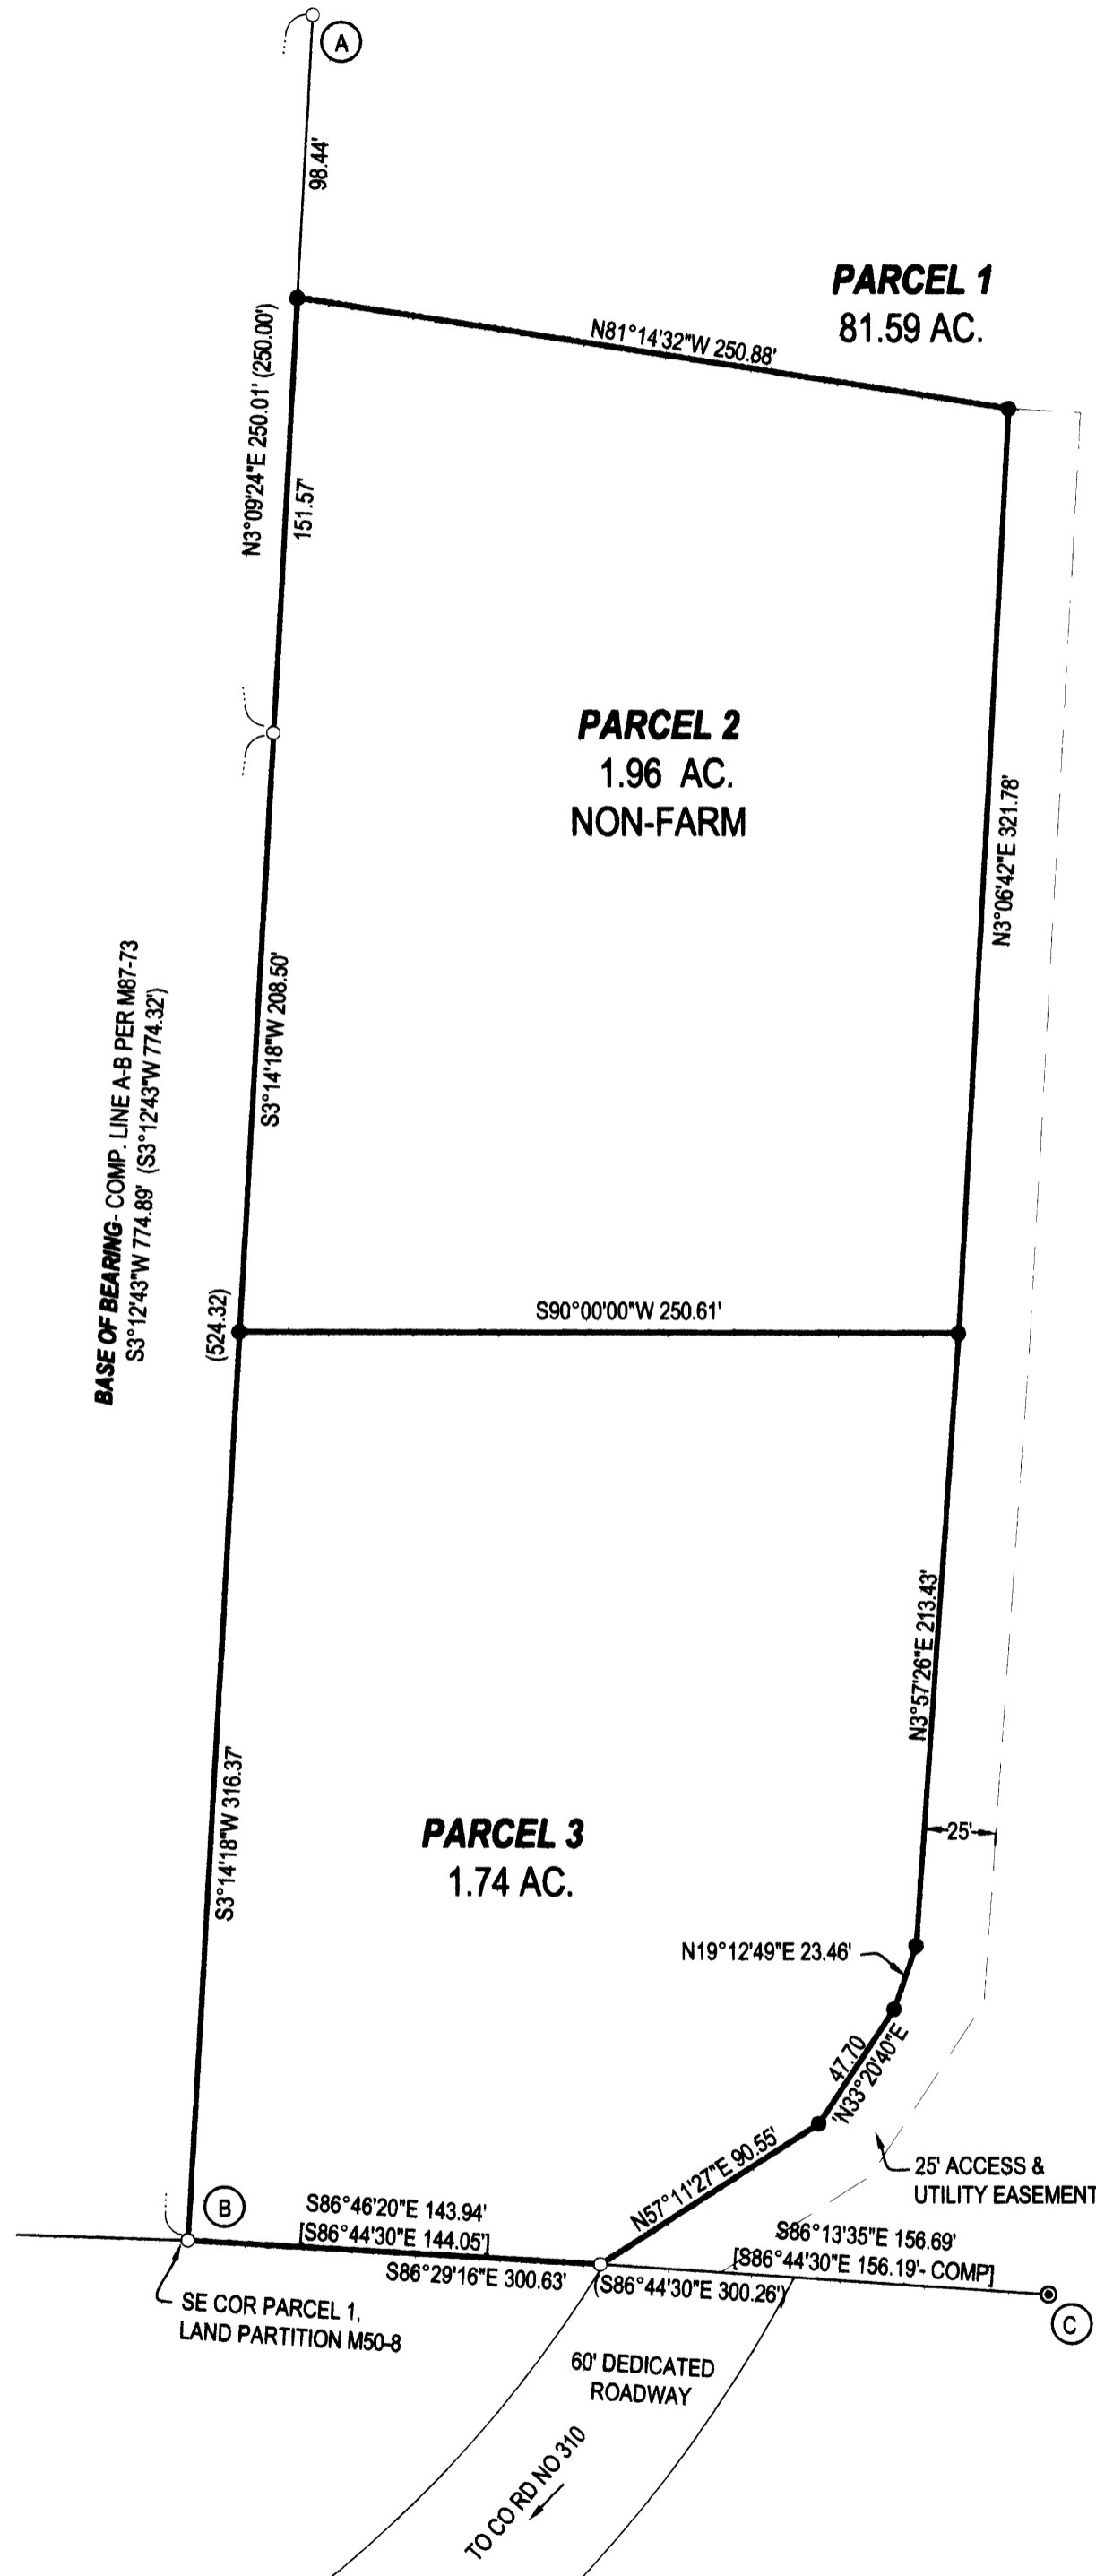 A
98.44'
PARCEL 1
81.59 AC.
N81°14'32"W 250.88'
N3°09'24"E 250.01' (250.00')
151.57'
PARCEL 2
1.96 AC.
NON-FARM
N3°06'42"E 321.78'
S3°14'18"W 208.50'
BASE OF BEARING- COMP. LINE A-B PER M87-73
S3°12'43"W 774.89' (S3°12'43"W 774.32')
(524.32)
S90°00'00"W 250.61'
N3°57'26"E 213.43'
S3°14'18"W 316.37'
PARCEL 3
1.74 AC.
25'
N19°12'49"E 23.46'
47.70
'N33°20'40"E
N57°11'27"E 90.55'
25' ACCESS &
UTILITY EASEMENT
B
S86°46'20"E 143.94'
[S86°44'30"E 144.05']
S86°29'16"E 300.63'
(S86°44'30"E 300.26')
S86°13'35"E 156.69'
[S86°44'30"E 156.19'- COMP]
C
SE COR PARCEL 1,
LAND PARTITION M50-8
60' DEDICATED
ROADWAY
TO CO RD NO 310